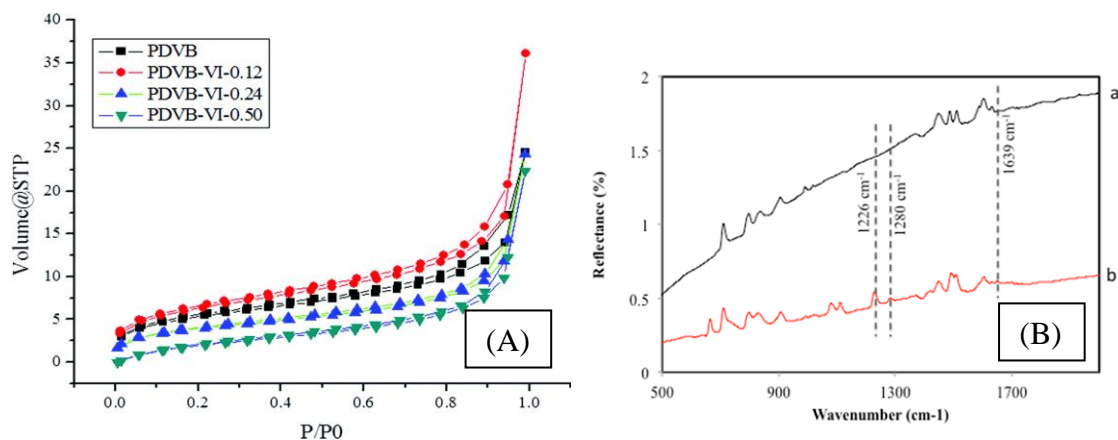 40
35
30
25
20
15
10
5
0
Volume@STP
PDVB
PDVB-VI-0.12
PDVB-VI-0.24
PDVB-VI-0.50
(A)
0.0 0.2 0.4 0.6 0.8 1.0
P/P0
2
1.5
1
0.5
0
Reflectance (%)
1226 cm⁻¹
1280 cm⁻¹
1639 cm⁻¹
a
b
(B)
500 900 1300 1700
Wavenumber (cm-1)